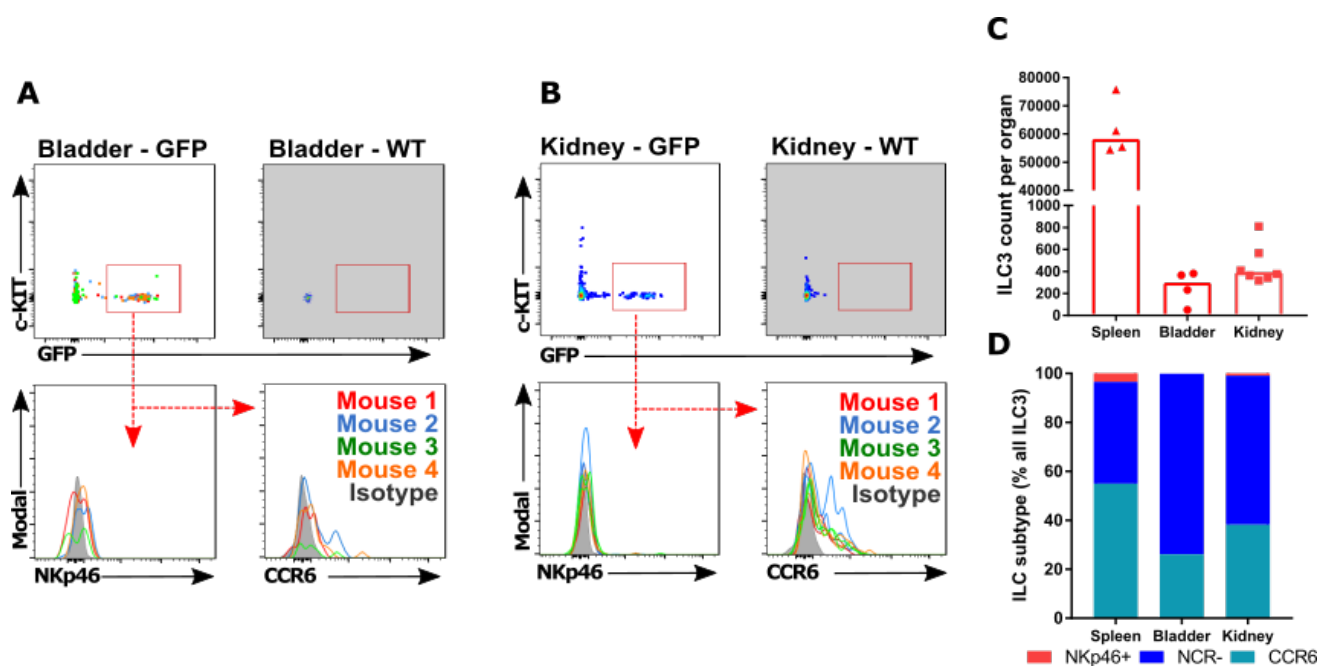 A
Bladder - GFP
Bladder - WT
c-KIT
GFP
Mouse 1
Mouse 2
Mouse 3
Mouse 4
Isotype
Modal
NKp46
CCR6
B
Kidney - GFP
Kidney - WT
c-KIT
GFP
Mouse 1
Mouse 2
Mouse 3
Mouse 4
Isotype
Modal
NKp46
CCR6
C
ILC3 count per organ
80000
70000
60000
50000
40000
1000
800
600
400
200
0
Spleen Bladder Kidney
D
ILC subtype (% all ILC3)
100
80
60
40
20
0
Spleen Bladder Kidney
NKp46+ NCR- CCR6